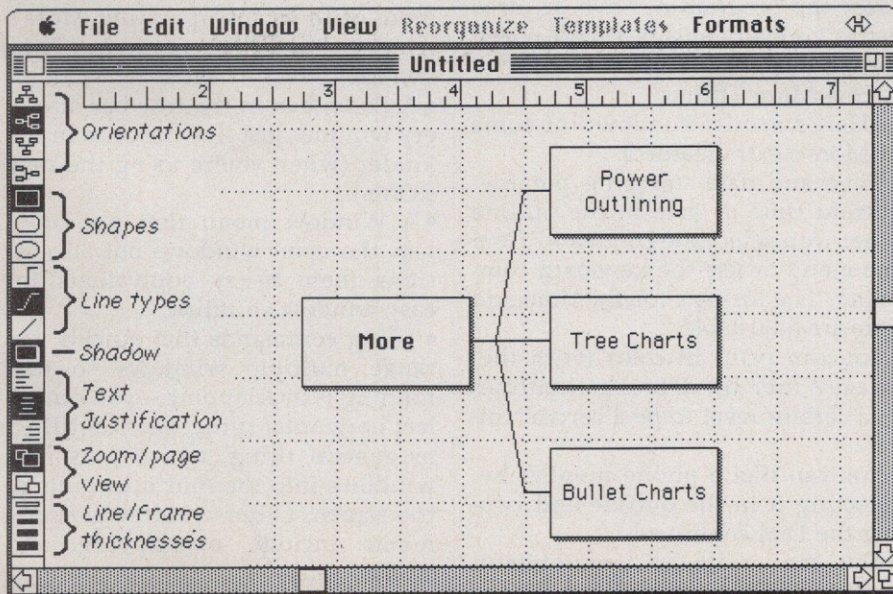 File Edit Window View Reorganize Templates Formats
Untitled
2 3 4 5 6 7
Orientations
Shapes
Line types
Shadow
Text
Justification
Zoom/page
view
Line/Frame
thicknesses
More
Power
Outlining
Tree Charts
Bullet Charts